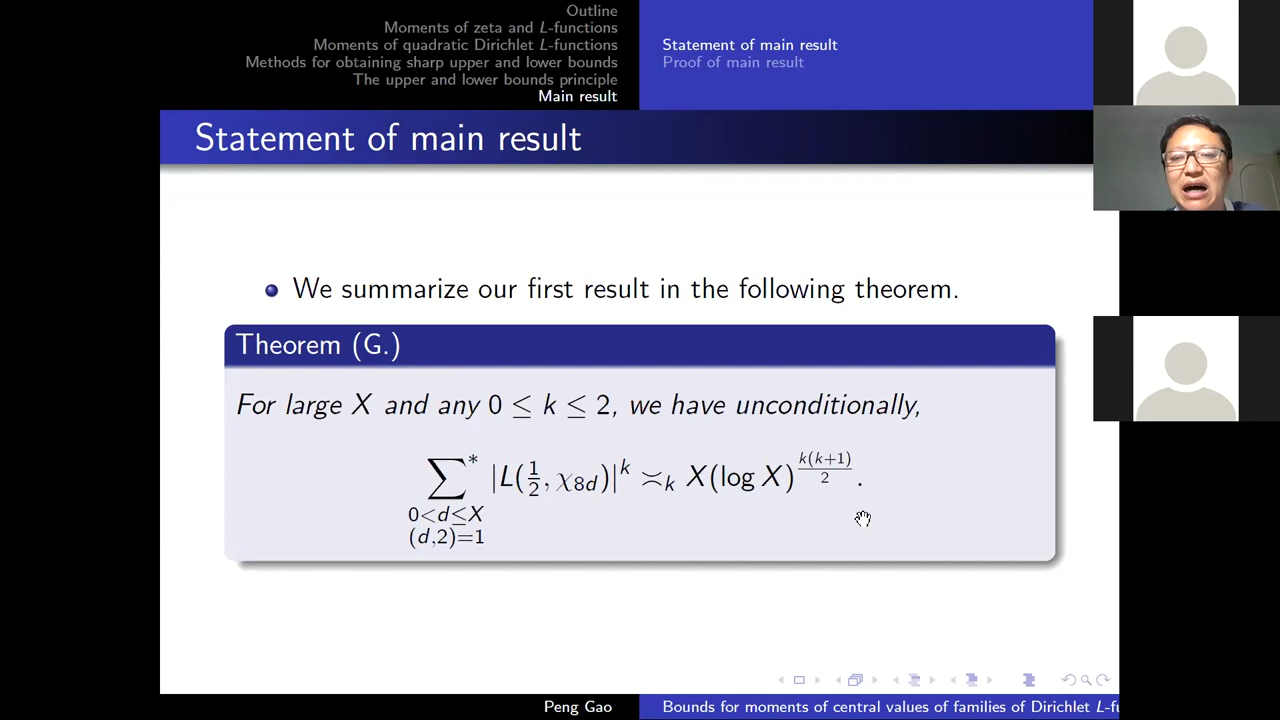 Outline
Moments of zeta and L-functions
Moments of quadratic Dirichlet L-functions
Methods for obtaining sharp upper and lower bounds
The upper and lower bounds principle
Main result
Statement of main result
Proof of main result
Statement of main result
We summarize our first result in the following theorem.
Theorem (G.)
For large X and any 0 ≤ k ≤ 2, we have unconditionally,
∑* |L(1/2, χ_{8d})|^k ≍_k X(log X)^{k(k+1)/2}.
0<d≤X
(d,2)=1
Peng Gao
Bounds for moments of central values of families of Dirichlet L-fu